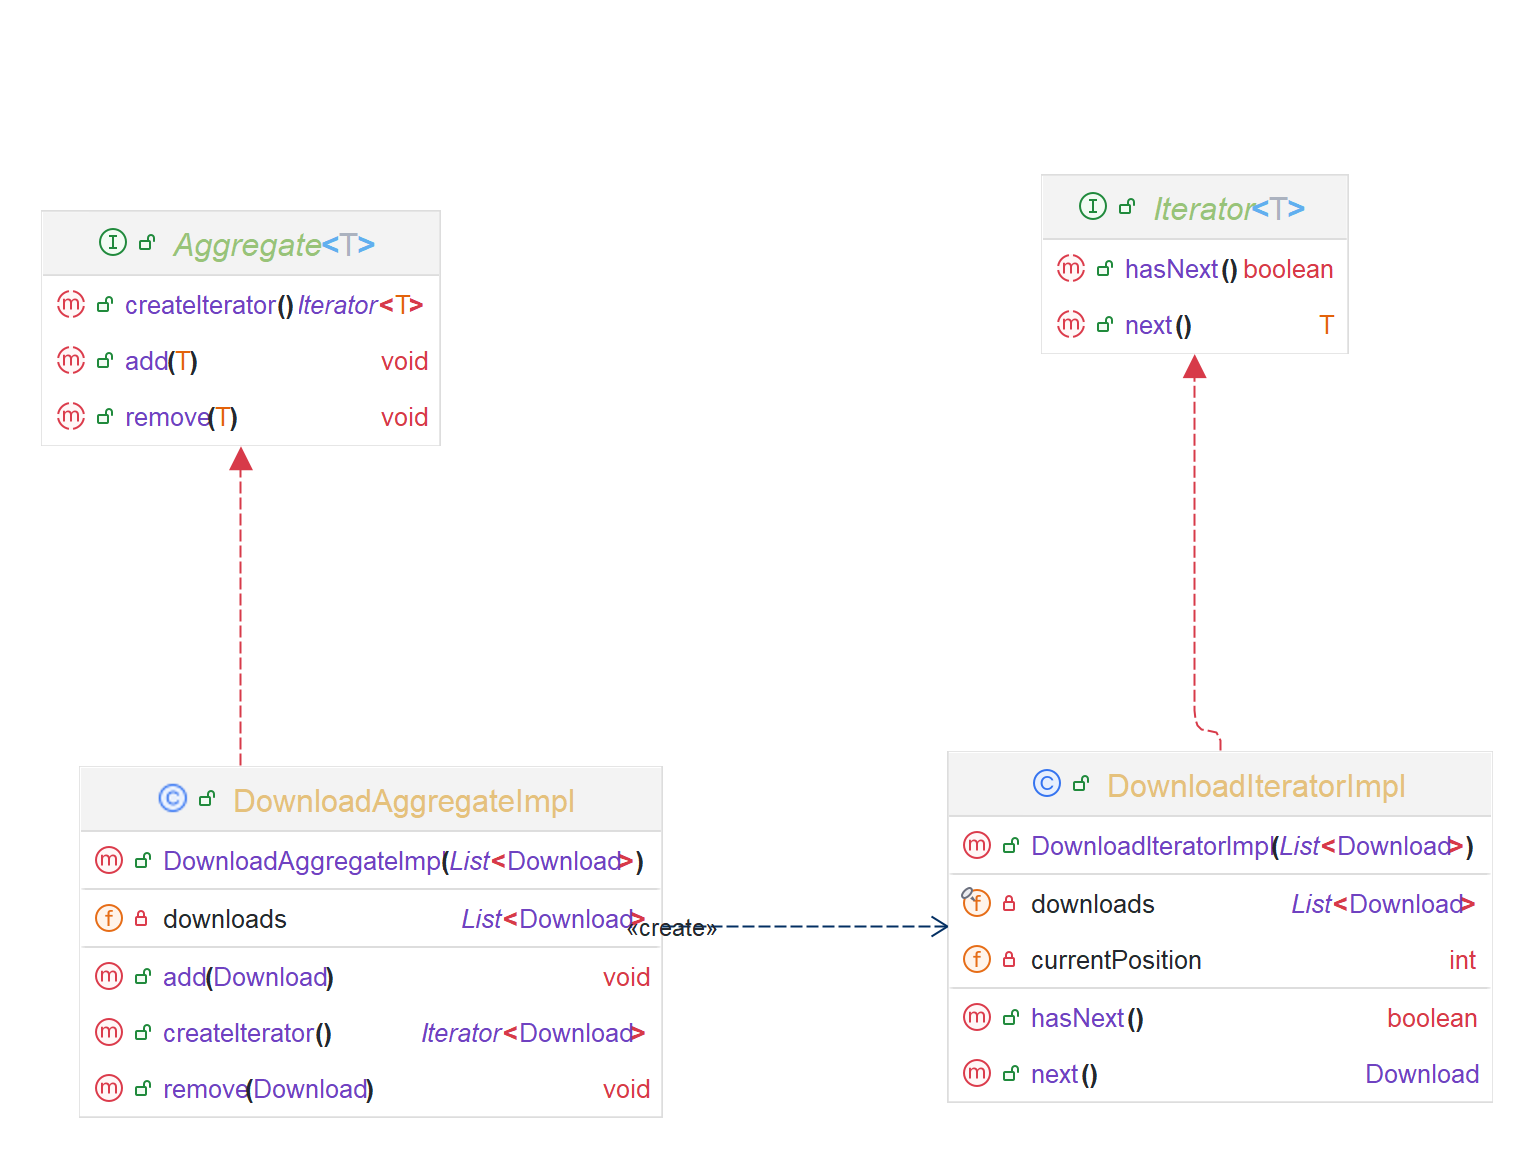 Aggregate<T>
createIterator() Iterator<T>
add(T) void
remove(T) void
Iterator<T>
hasNext() boolean
next() T
DownloadAggregateImpl
DownloadAggregateImpl(List<Download>)
downloads List<Download>
add(Download) void
createIterator() Iterator<Download>
remove(Download) void
«create»
DownloadIteratorImpl
DownloadIteratorImpl(List<Download>)
downloads List<Download>
currentPosition int
hasNext() boolean
next() Download